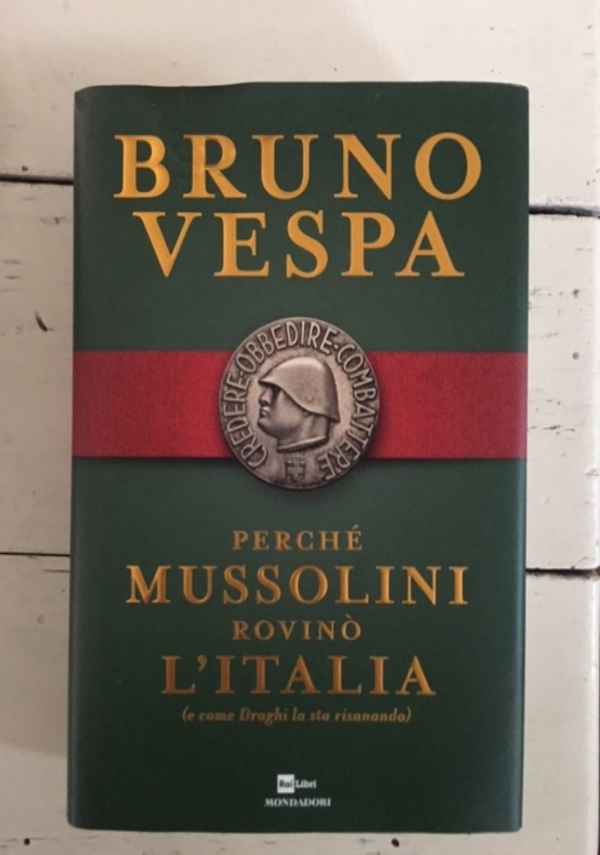 BRUNO
VESPA
CREDERE·OBBEDIRE·COMBATTERE
PERCHÉ
MUSSOLINI
ROVINÒ
L'ITALIA
(e come Draghi la sta risanando)
Rai Libri
MONDADORI